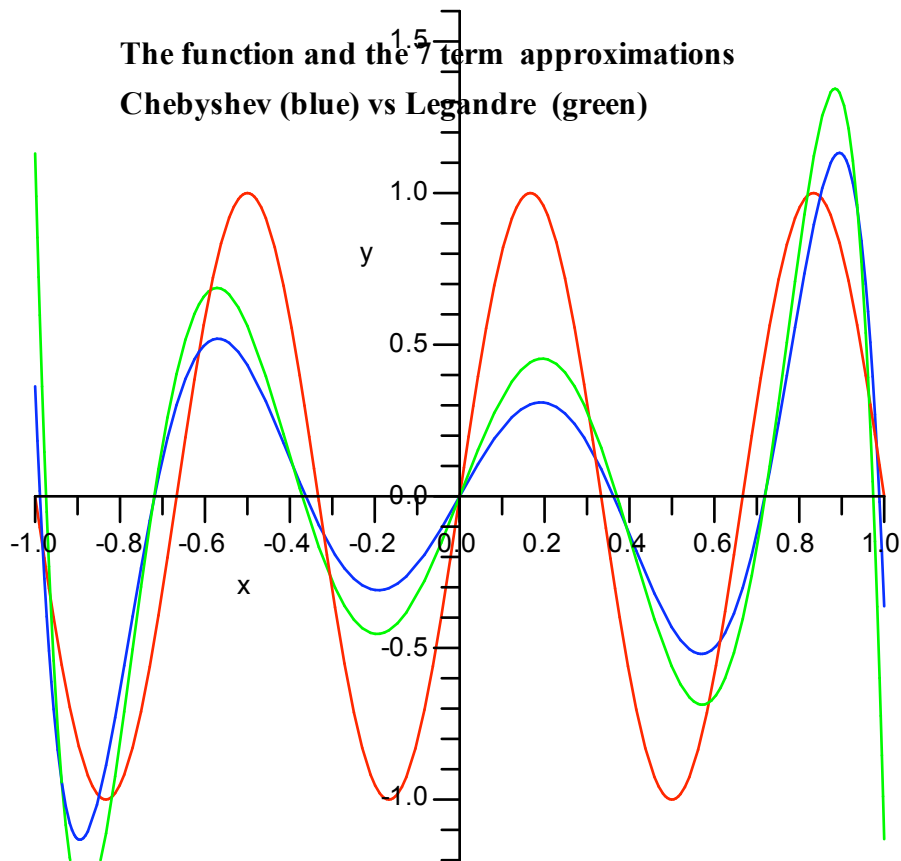 1.5
The function and the 7 term approximations
Chebyshev (blue) vs Legandre (green)
1.0
y
0.5
0.0
-1.0 -0.8 -0.6 -0.4 -0.2 0.0 0.2 0.4 0.6 0.8 1.0
x
-0.5
-1.0